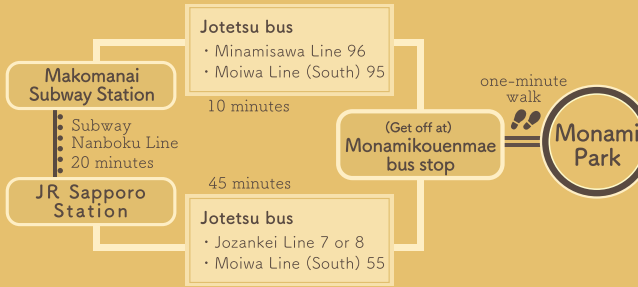 Jotetsu bus
・Minamisawa Line 96
・Moiwa Line (South) 95
10 minutes
Makomanai
Subway Station
Subway
Nanboku Line
20 minutes
JR Sapporo
Station
45 minutes
Jotetsu bus
・Jozankei Line 7 or 8
・Moiwa Line (South) 55
(Get off at)
Monamikouenmae
bus stop
one-minute
walk
Monami
Park